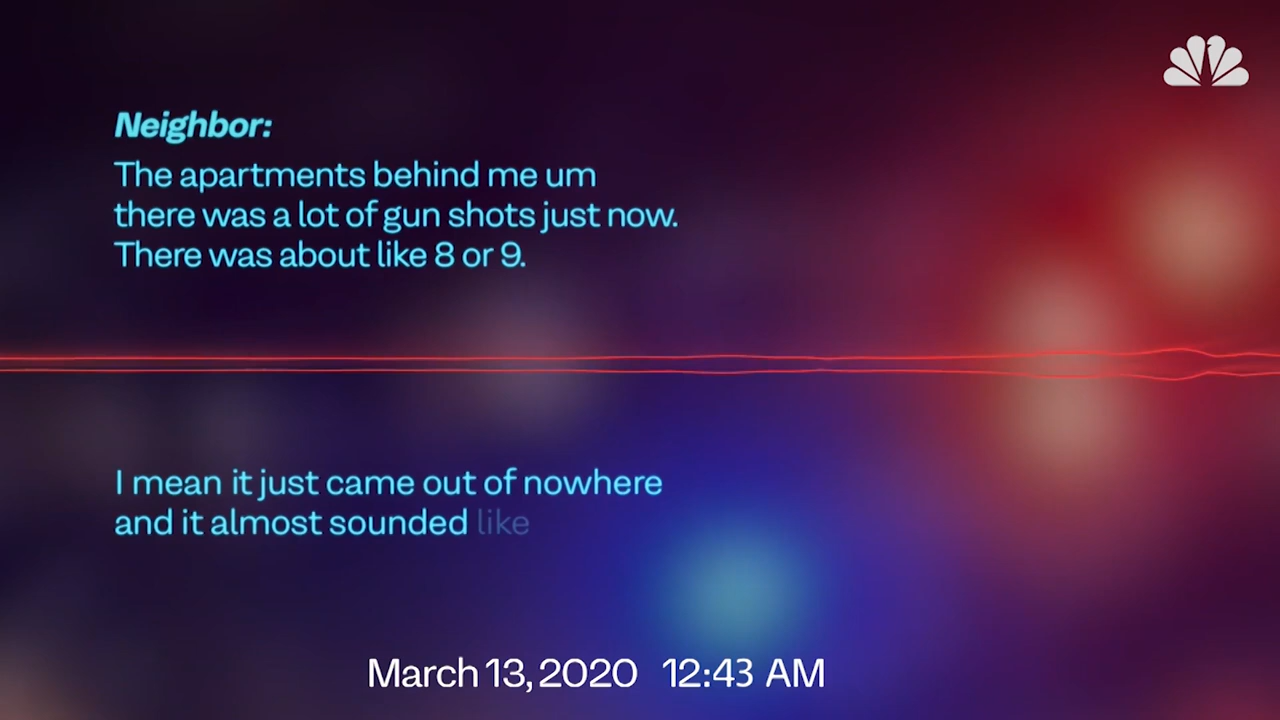 Neighbor:
The apartments behind me um
there was a lot of gun shots just now.
There was about like 8 or 9.
I mean it just came out of nowhere
and it almost sounded like
March 13, 2020 12:43 AM